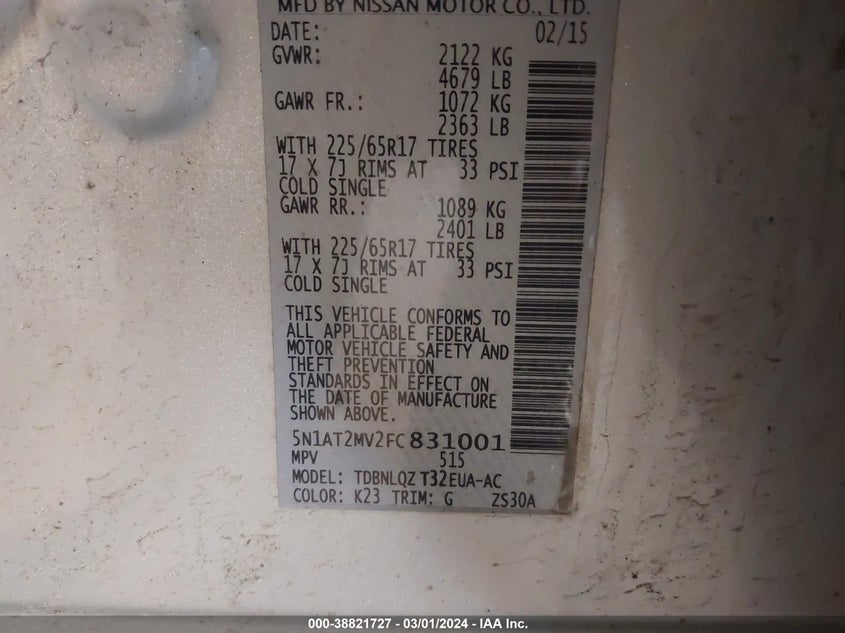 MFD BY NISSAN MOTOR CO., LTD.
DATE: 02/15
GVWR: 2122 KG
4679 LB
GAWR FR.: 1072 KG
2363 LB
WITH 225/65R17 TIRES
17 X 7J RIMS AT 33 PSI
COLD SINGLE
GAWR RR.: 1089 KG
2401 LB
WITH 225/65R17 TIRES
17 X 7J RIMS AT 33 PSI
COLD SINGLE
THIS VEHICLE CONFORMS TO
ALL APPLICABLE FEDERAL
MOTOR VEHICLE SAFETY AND
THEFT PREVENTION
STANDARDS IN EFFECT ON
THE DATE OF MANUFACTURE
SHOWN ABOVE.
5N1AT2MV2FC831001
MPV 515
MODEL: TDBNLQZ T32EUA-AC
COLOR: K23 TRIM: G ZS30A
000-38821727 - 03/01/2024 - IAA Inc.